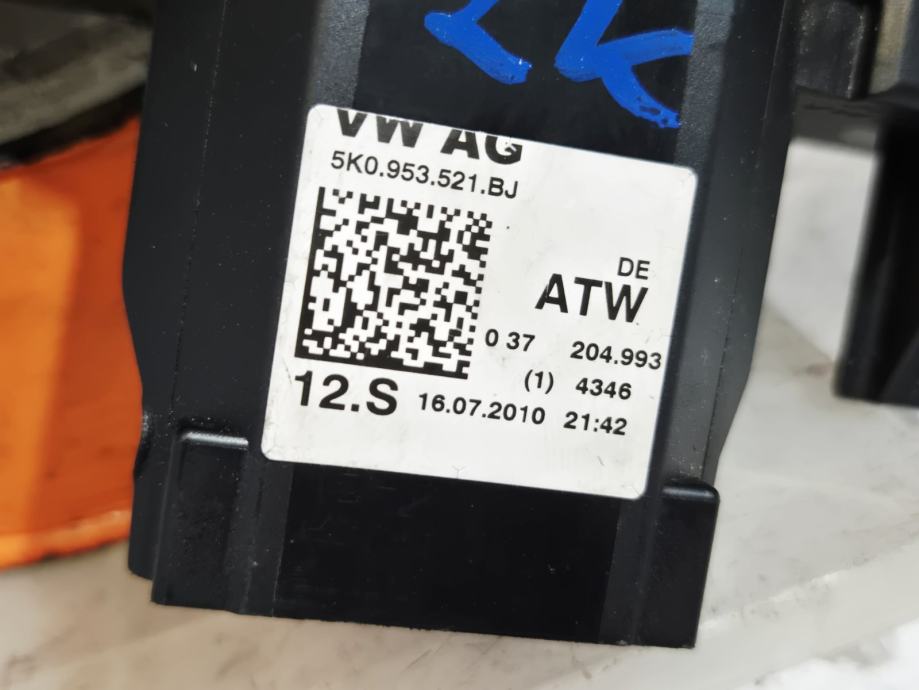 2K
VW AG
5K0.953.521.BJ
DE
ATW
0 37 204.993
(1) 4346
12.S 16.07.2010 21:42